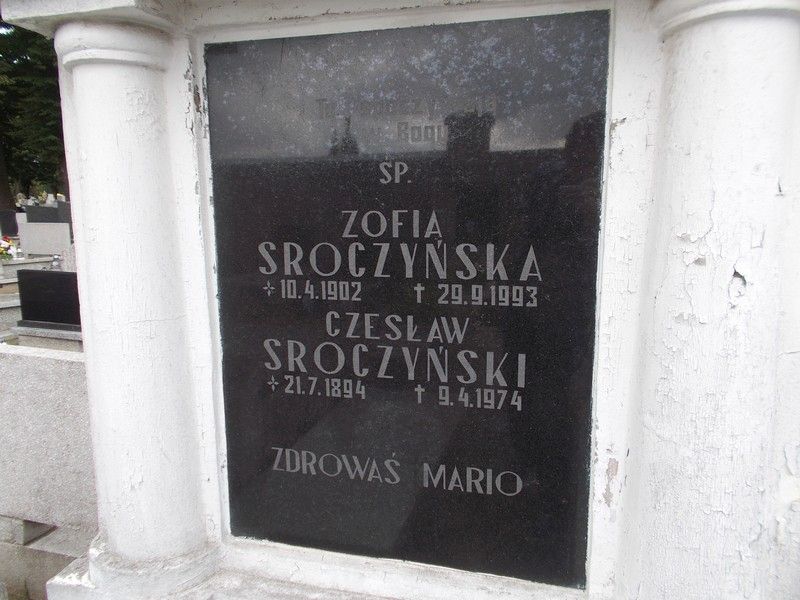 SP.
ZOFIA
SROCZYŃSKA
10.4.1902 † 29.9.1993
CZESŁAW
SROCZYŃSKI
21.7.1894 † 9.4.1974
ZDROWAŚ MARIO